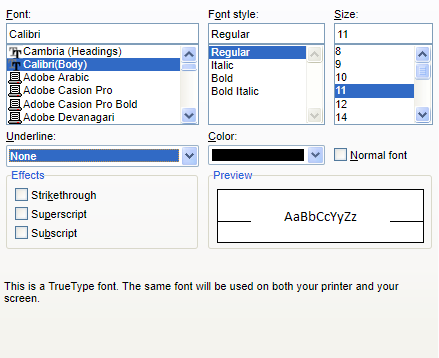 Font: Font style: Size:
Calibri Regular 11
Cambria (Headings) Regular 8
Calibri(Body) Italic 9
Adobe Arabic Bold 10
Adobe Casion Pro Bold Italic 11
Adobe Casion Pro Bold 12
Adobe Devanagari 14
Underline: Color:
None Normal font
Effects Preview
Strikethrough
Superscript AaBbCcYyZz
Subscript
This is a TrueType font. The same font will be used on both your printer and your
screen.